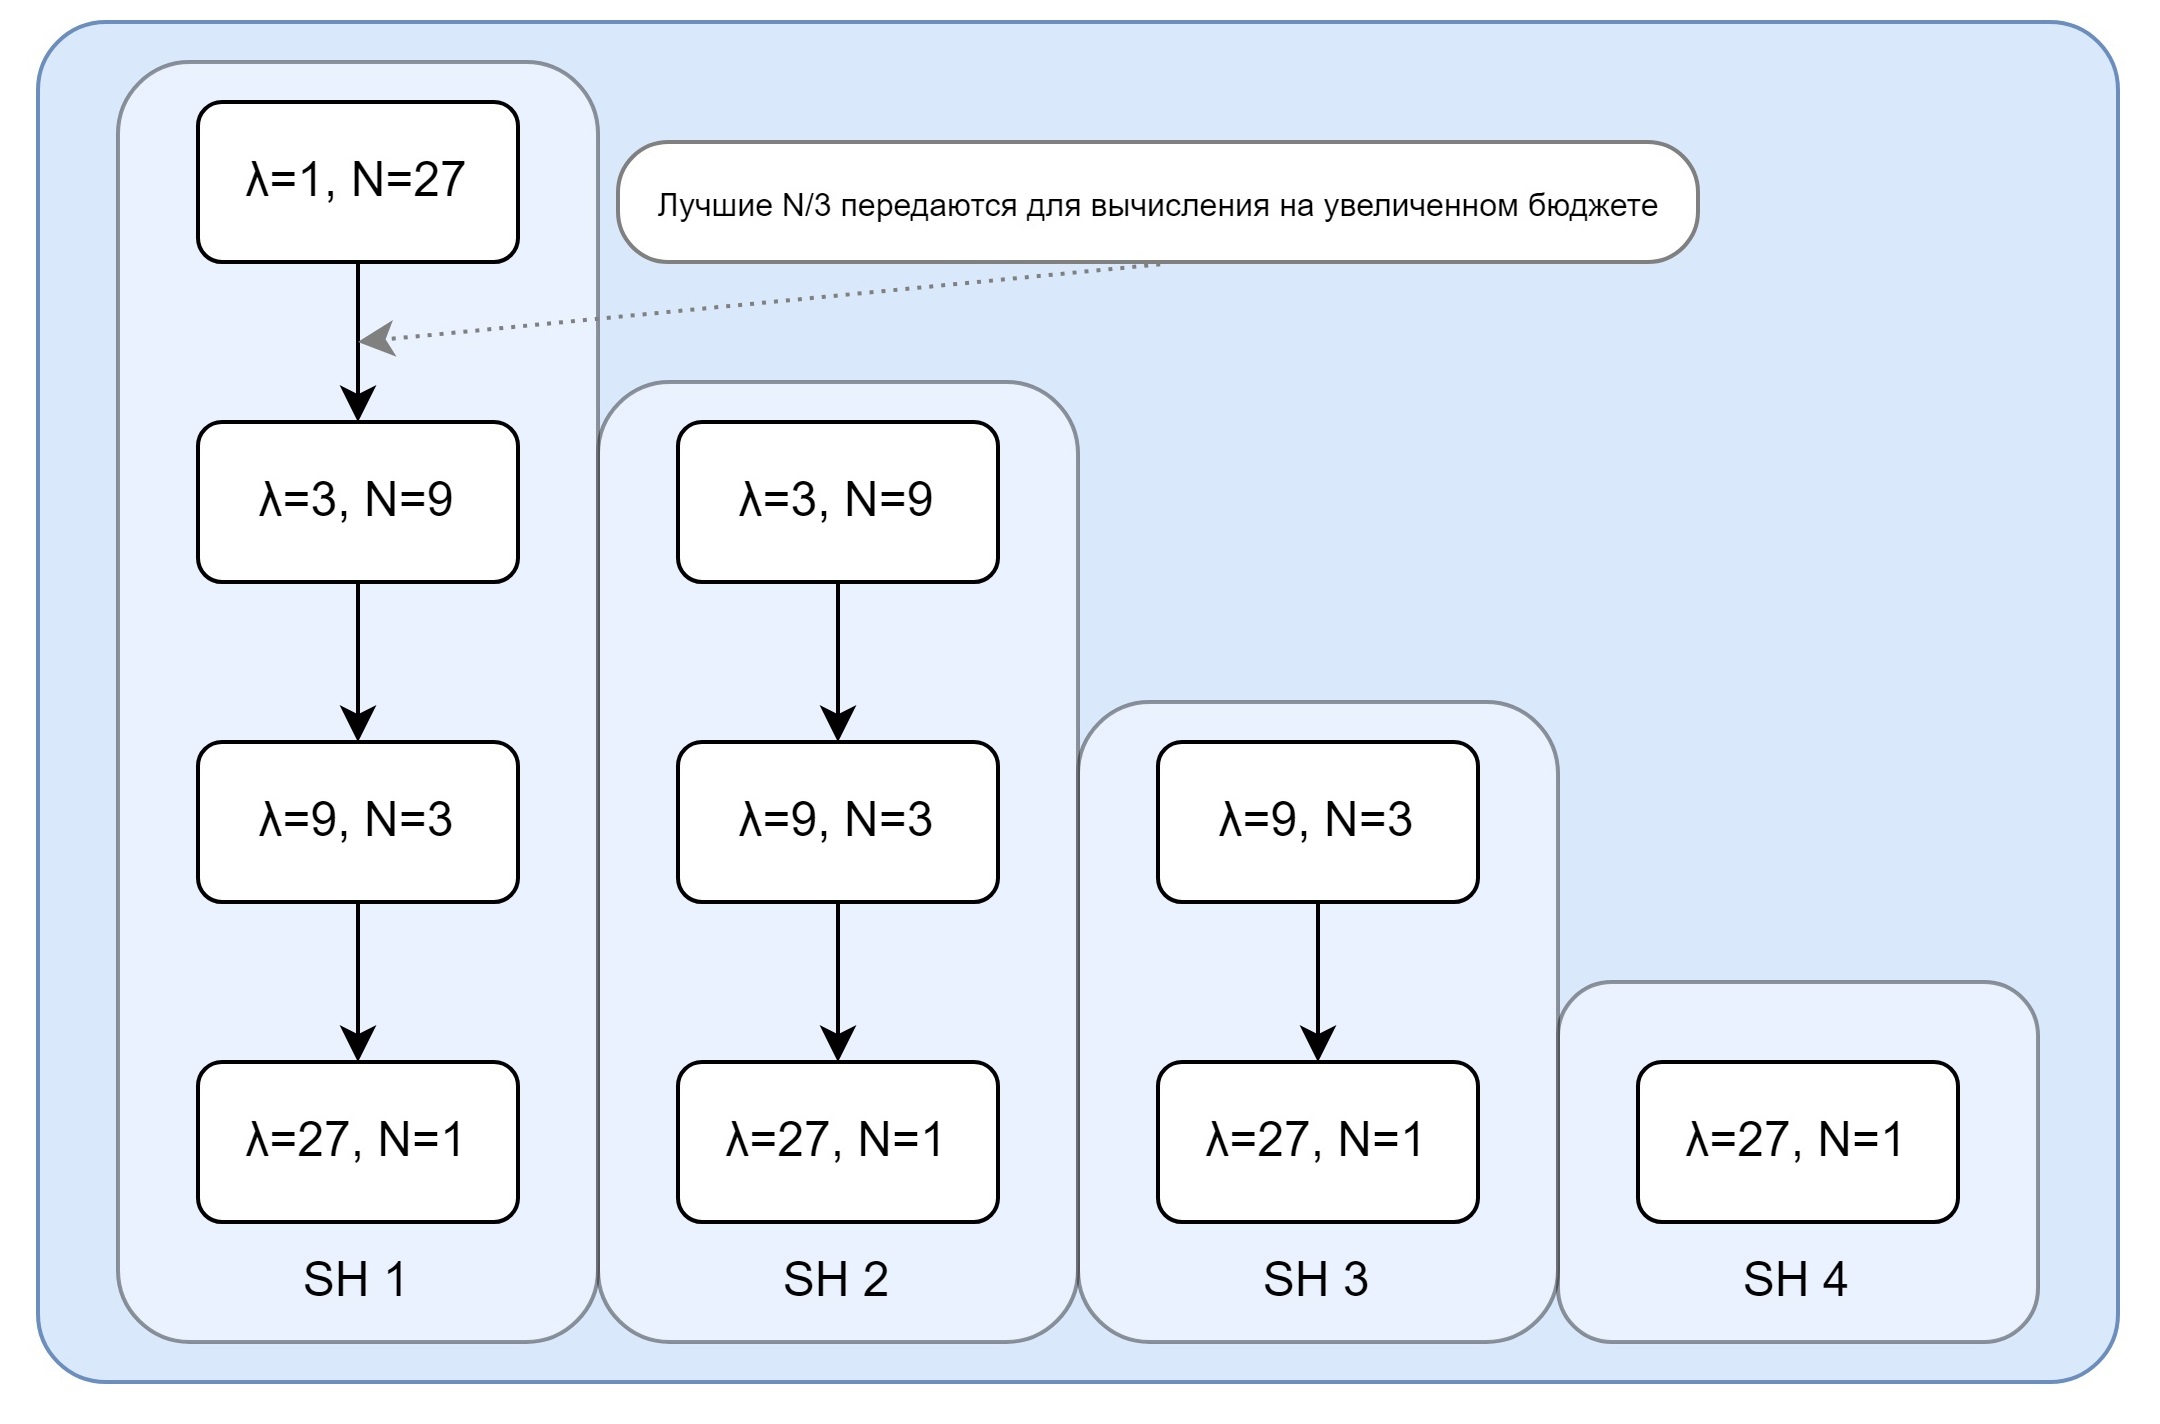 λ=1, N=27
Лучшие N/3 передаются для вычисления на увеличенном бюджете
λ=3, N=9
λ=3, N=9
λ=9, N=3
λ=9, N=3
λ=9, N=3
λ=27, N=1
λ=27, N=1
λ=27, N=1
λ=27, N=1
SH 1
SH 2
SH 3
SH 4